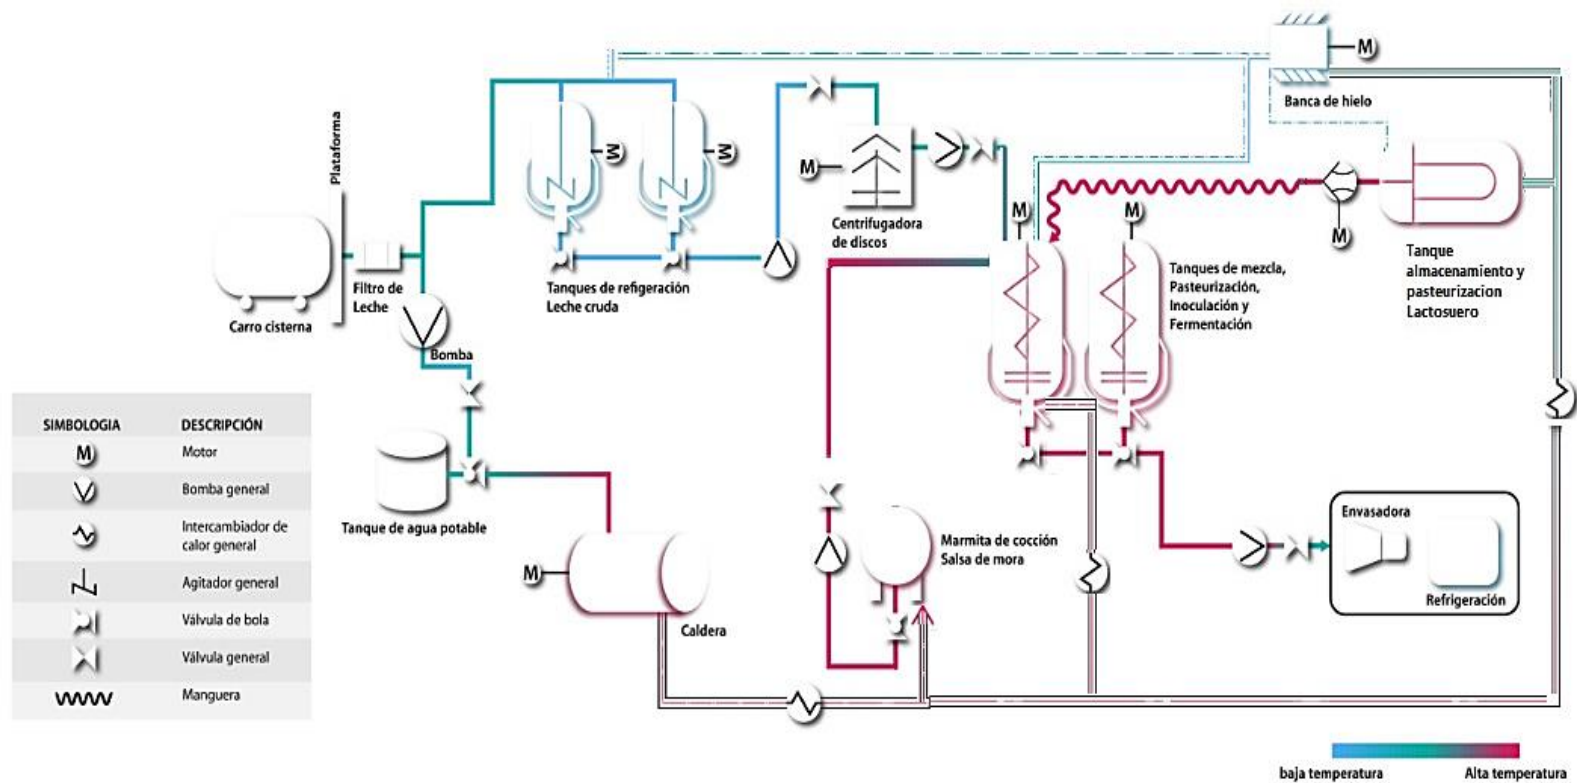 M
Banca de hielo
Plataforma
M
M
M
Centrifugadora
de discos
M
M
M
Tanque
almacenamiento y
pasteurizacion
Lactosuero
Carro cisterna
Filtro de
Leche
Tanques de refigeración
Leche cruda
Tanques de mezcla,
Pasteurización,
Inoculación y
Fermentación
Bomba
SIMBOLOGIA DESCRIPCIÓN
M Motor
Bomba general
Intercambiador de
calor general
Agitador general
Válvula de bola
Válvula general
Manguera
Tanque de agua potable
M
Caldera
Marmita de cocción
Salsa de mora
Envasadora
Refrigeración
baja temperatura Alta temperatura